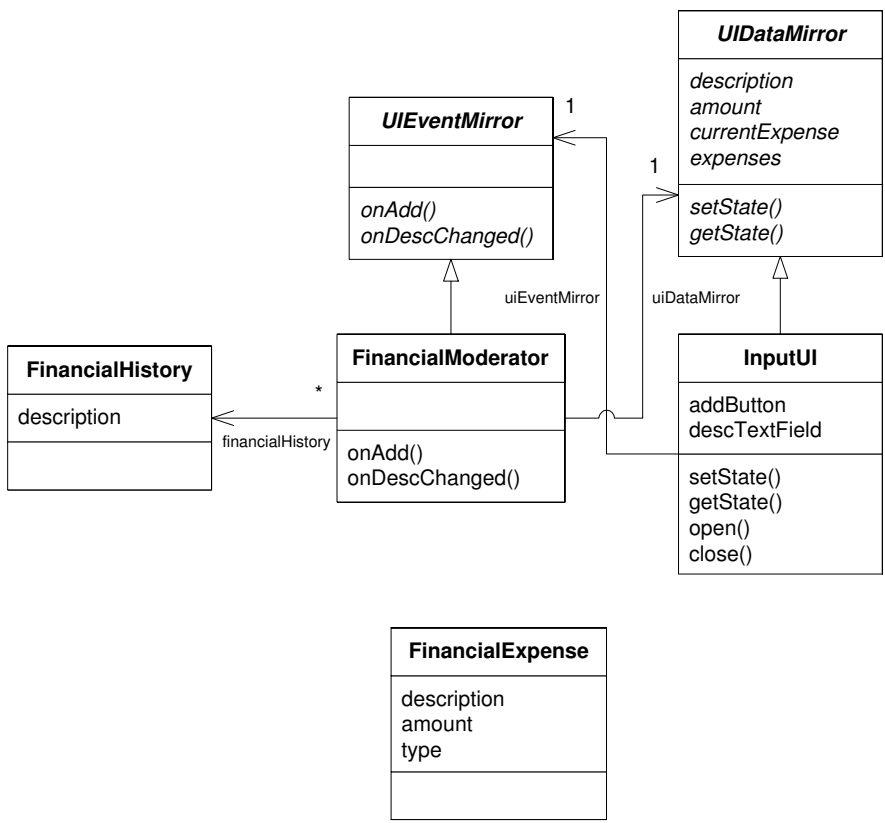 UIDataMirror
description
amount
currentExpense
expenses
setState()
getState()
1
UIEventMirror
onAdd()
onDescChanged()
1
uiEventMirror
uiDataMirror
FinancialHistory
description
*
financialHistory
FinancialModerator
onAdd()
onDescChanged()
InputUI
addButton
descTextField
setState()
getState()
open()
close()
FinancialExpense
description
amount
type